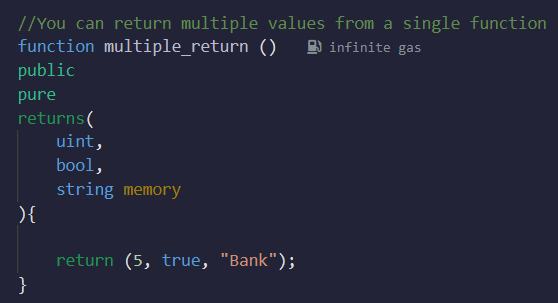 //You can return multiple values from a single function
function multiple_return () infinite gas
public
pure
returns(
    uint,
    bool,
    string memory
){
    return (5, true, "Bank");
}